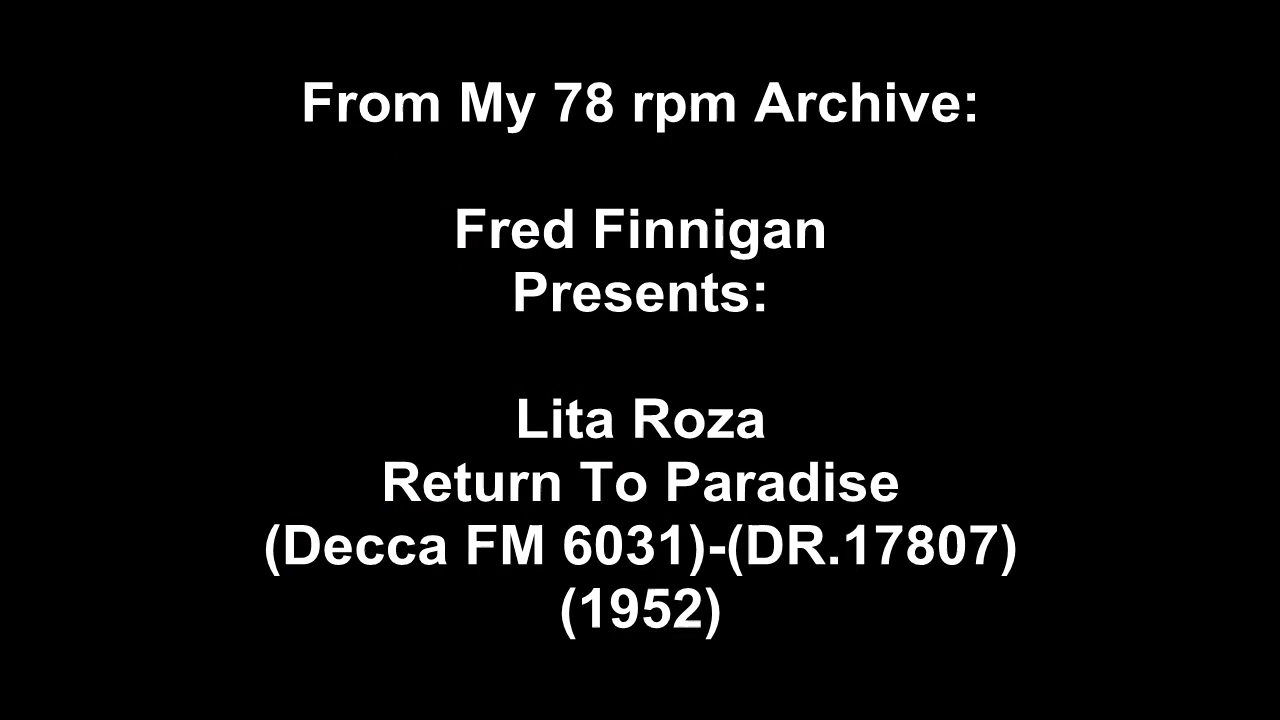 From My 78 rpm Archive:
Fred Finnigan
Presents:
Lita Roza
Return To Paradise
(Decca FM 6031)-(DR.17807)
(1952)